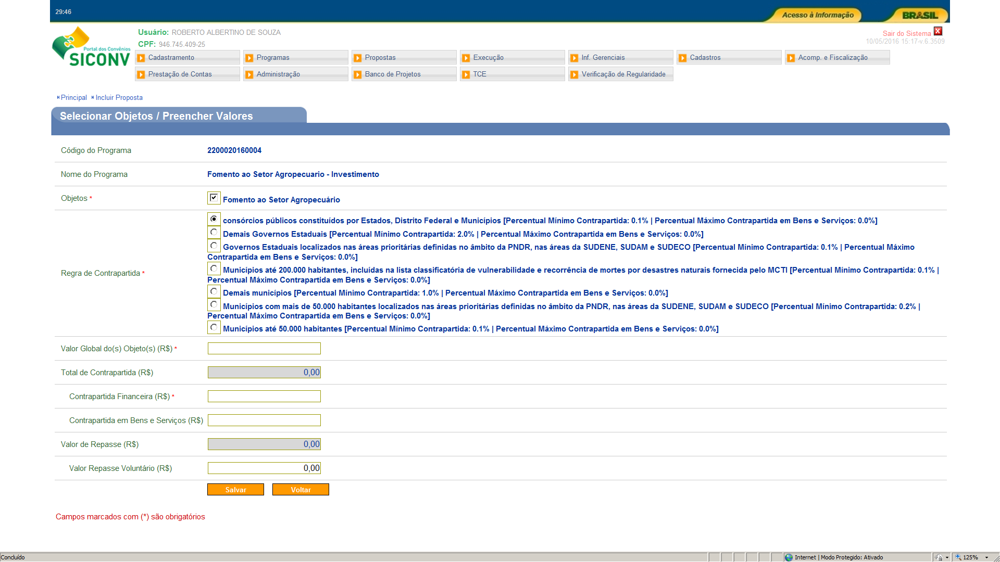 29:46
Acesso à Informação
BRASIL
Portal dos Convênios
SICONV
Usuário: ROBERTO ALBERTINO DE SOUZA
CPF: 946.745.409-25
Sair do Sistema
10/05/2016 15:17-v.6.3509
Cadastramento
Programas
Propostas
Execução
Inf. Gerenciais
Cadastros
Acomp. e Fiscalização
Prestação de Contas
Administração
Banco de Projetos
TCE
Verificação de Regularidade
Principal Incluir Proposta
Selecionar Objetos / Preencher Valores
Código do Programa 2200020160004
Nome do Programa Fomento ao Setor Agropecuario - Investimento
Objetos * Fomento ao Setor Agropecuário
Regra de Contrapartida *
consórcios públicos constituídos por Estados, Distrito Federal e Municípios [Percentual Mínimo Contrapartida: 0.1% | Percentual Máximo Contrapartida em Bens e Serviços: 0.0%]
Demais Governos Estaduais [Percentual Mínimo Contrapartida: 2.0% | Percentual Máximo Contrapartida em Bens e Serviços: 0.0%]
Governos Estaduais localizados nas áreas prioritárias definidas no âmbito da PNDR, nas áreas da SUDENE, SUDAM e SUDECO [Percentual Mínimo Contrapartida: 0.1% | Percentual Máximo
Contrapartida em Bens e Serviços: 0.0%]
Municípios até 200.000 habitantes, incluídas na lista classificatória de vulnerabilidade e recorrência de mortes por desastres naturais fornecida pelo MCTI [Percentual Mínimo Contrapartida: 0.1% |
Percentual Máximo Contrapartida em Bens e Serviços: 0.0%]
Demais municípios [Percentual Mínimo Contrapartida: 1.0% | Percentual Máximo Contrapartida em Bens e Serviços: 0.0%]
Municípios com mais de 50.000 habitantes localizados nas áreas prioritárias definidas no âmbito da PNDR, nas áreas da SUDENE, SUDAM e SUDECO [Percentual Mínimo Contrapartida: 0.2% |
Percentual Máximo Contrapartida em Bens e Serviços: 0.0%]
Municípios até 50.000 habitantes [Percentual Mínimo Contrapartida: 0.1% | Percentual Máximo Contrapartida em Bens e Serviços: 0.0%]
Valor Global do(s) Objeto(s) (R$) *
Total de Contrapartida (R$) 0,00
Contrapartida Financeira (R$) *
Contrapartida em Bens e Serviços (R$)
Valor de Repasse (R$) 0,00
Valor Repasse Voluntário (R$) 0,00
Salvar Voltar
Campos marcados com (*) são obrigatórios
Concluído
Internet | Modo Protegido: Ativado
125%